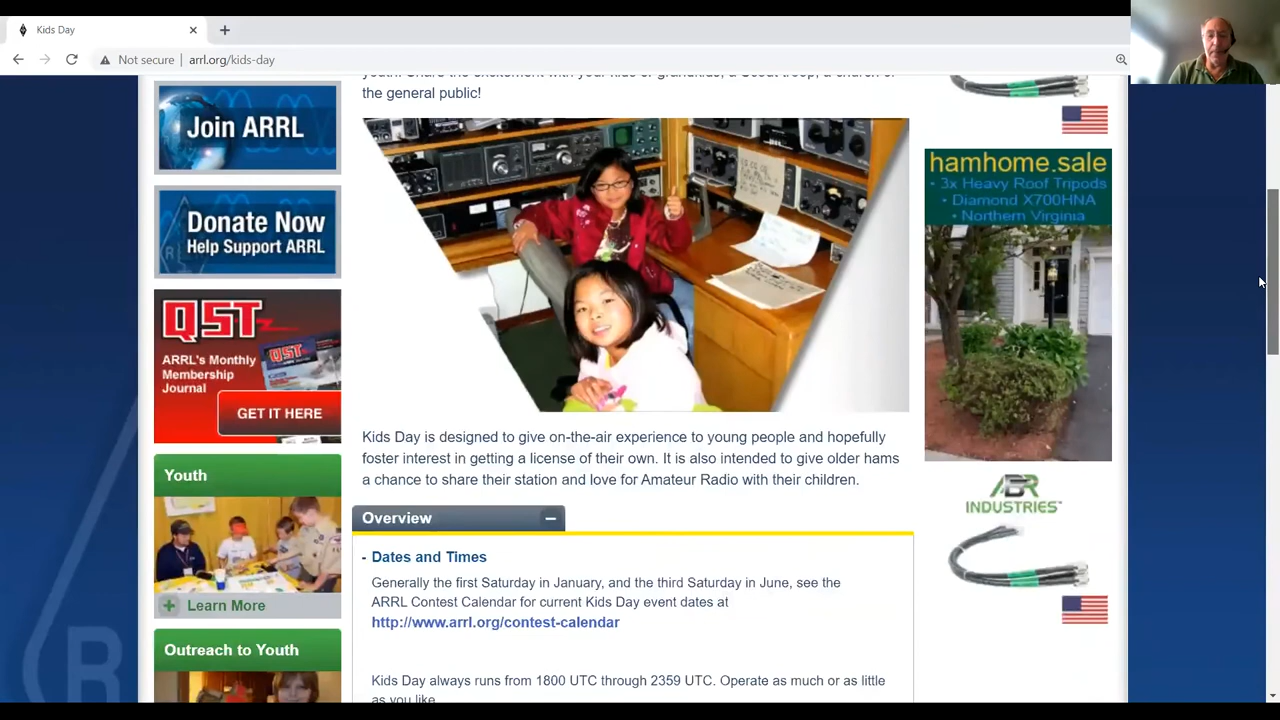 Kids Day
Not secure
arrl.org/kids-day
Join ARRL
Donate Now
Help Support ARRL
QST
ARRL's Monthly
Membership
Journal
QST
GET IT HERE
Youth
Learn More
Outreach to Youth
the general public!
Kids Day is designed to give on-the-air experience to young people and hopefully
foster interest in getting a license of their own. It is also intended to give older hams
a chance to share their station and love for Amateur Radio with their children.
Overview
- Dates and Times
Generally the first Saturday in January, and the third Saturday in June, see the
ARRL Contest Calendar for current Kids Day event dates at
http://www.arrl.org/contest-calendar
Kids Day always runs from 1800 UTC through 2359 UTC. Operate as much or as little
as you like
hamhome.sale
• 3x Heavy Roof Tripods
• Diamond X700HNA
• Northern Virginia
ABR
INDUSTRIES